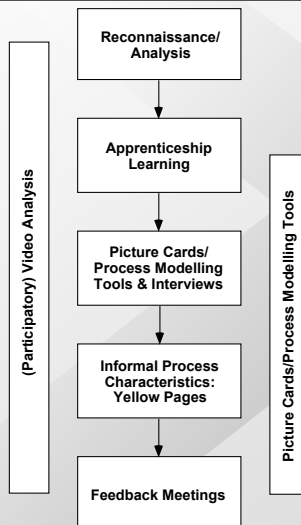 Reconnaissance/
Analysis
Apprenticeship
Learning
Picture Cards/
Process Modelling
Tools & Interviews
Informal Process
Characteristics:
Yellow Pages
Feedback Meetings
(Participatory) Video Analysis
Picture Cards/Process Modelling Tools